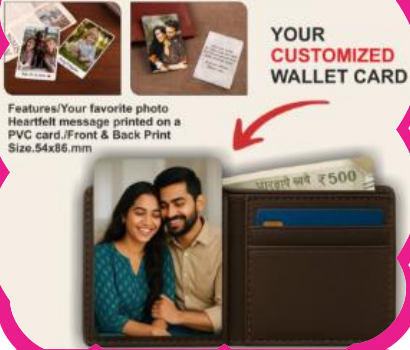 YOUR
CUSTOMIZED
WALLET CARD
Features/Your favorite photo
Heartfelt message printed on a
PVC card./Front & Back Print
Size.54x86.mm
₹500